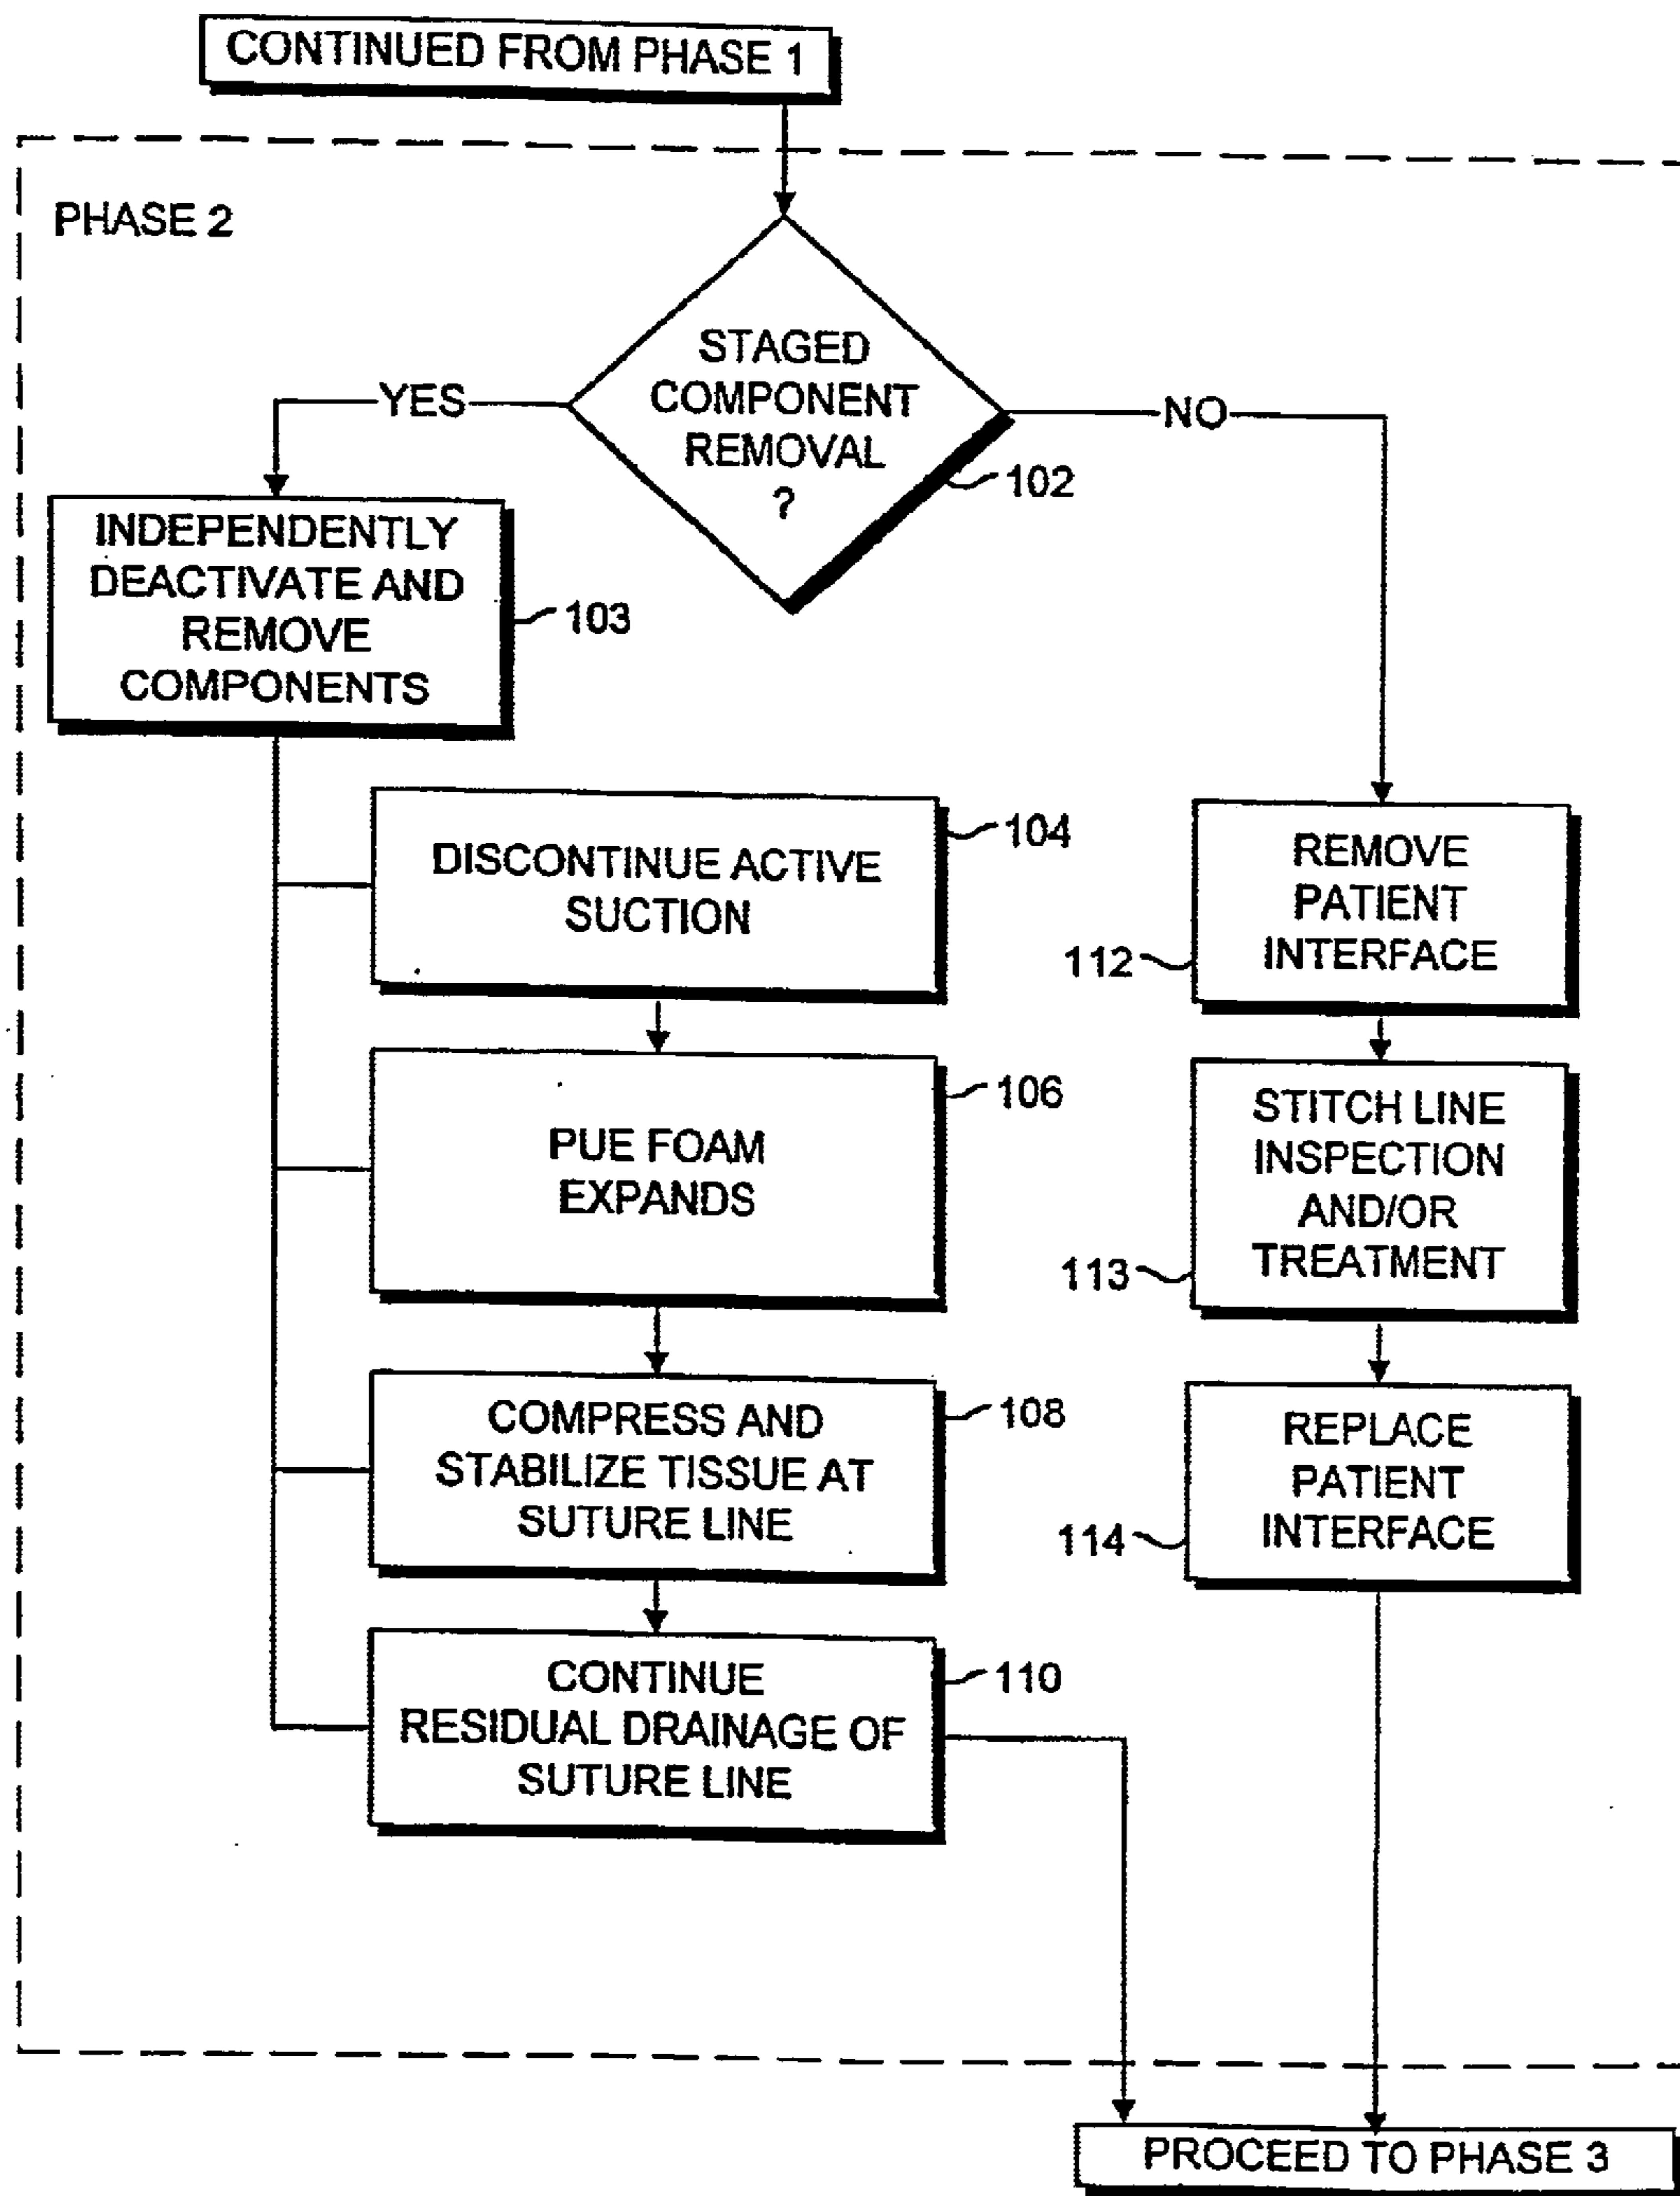 CONTINUED FROM PHASE 1
PHASE 2
STAGED
COMPONENT
REMOVAL
?
102
YES
NO
INDEPENDENTLY
DEACTIVATE AND
REMOVE
COMPONENTS
103
DISCONTINUE ACTIVE
SUCTION
104
PUE FOAM
EXPANDS
106
COMPRESS AND
STABILIZE TISSUE AT
SUTURE LINE
108
CONTINUE
RESIDUAL DRAINAGE OF
SUTURE LINE
110
REMOVE
PATIENT
INTERFACE
112
STITCH LINE
INSPECTION
AND/OR
TREATMENT
113
REPLACE
PATIENT
INTERFACE
114
PROCEED TO PHASE 3